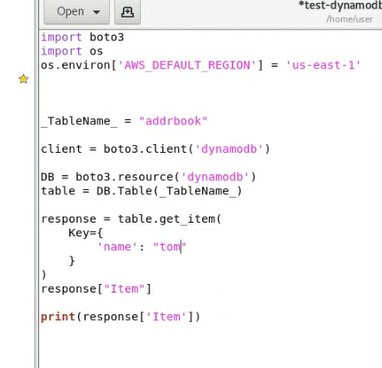 Open
*test-dynamodb
/home/user
import boto3
import os
os.environ['AWS_DEFAULT_REGION'] = 'us-east-1'
_TableName_ = "addrbook"
client = boto3.client('dynamodb')
DB = boto3.resource('dynamodb')
table = DB.Table(_TableName_)
response = table.get_item(
    Key={
        'name': "tom"
    }
)
response["Item"]
print(response['Item'])